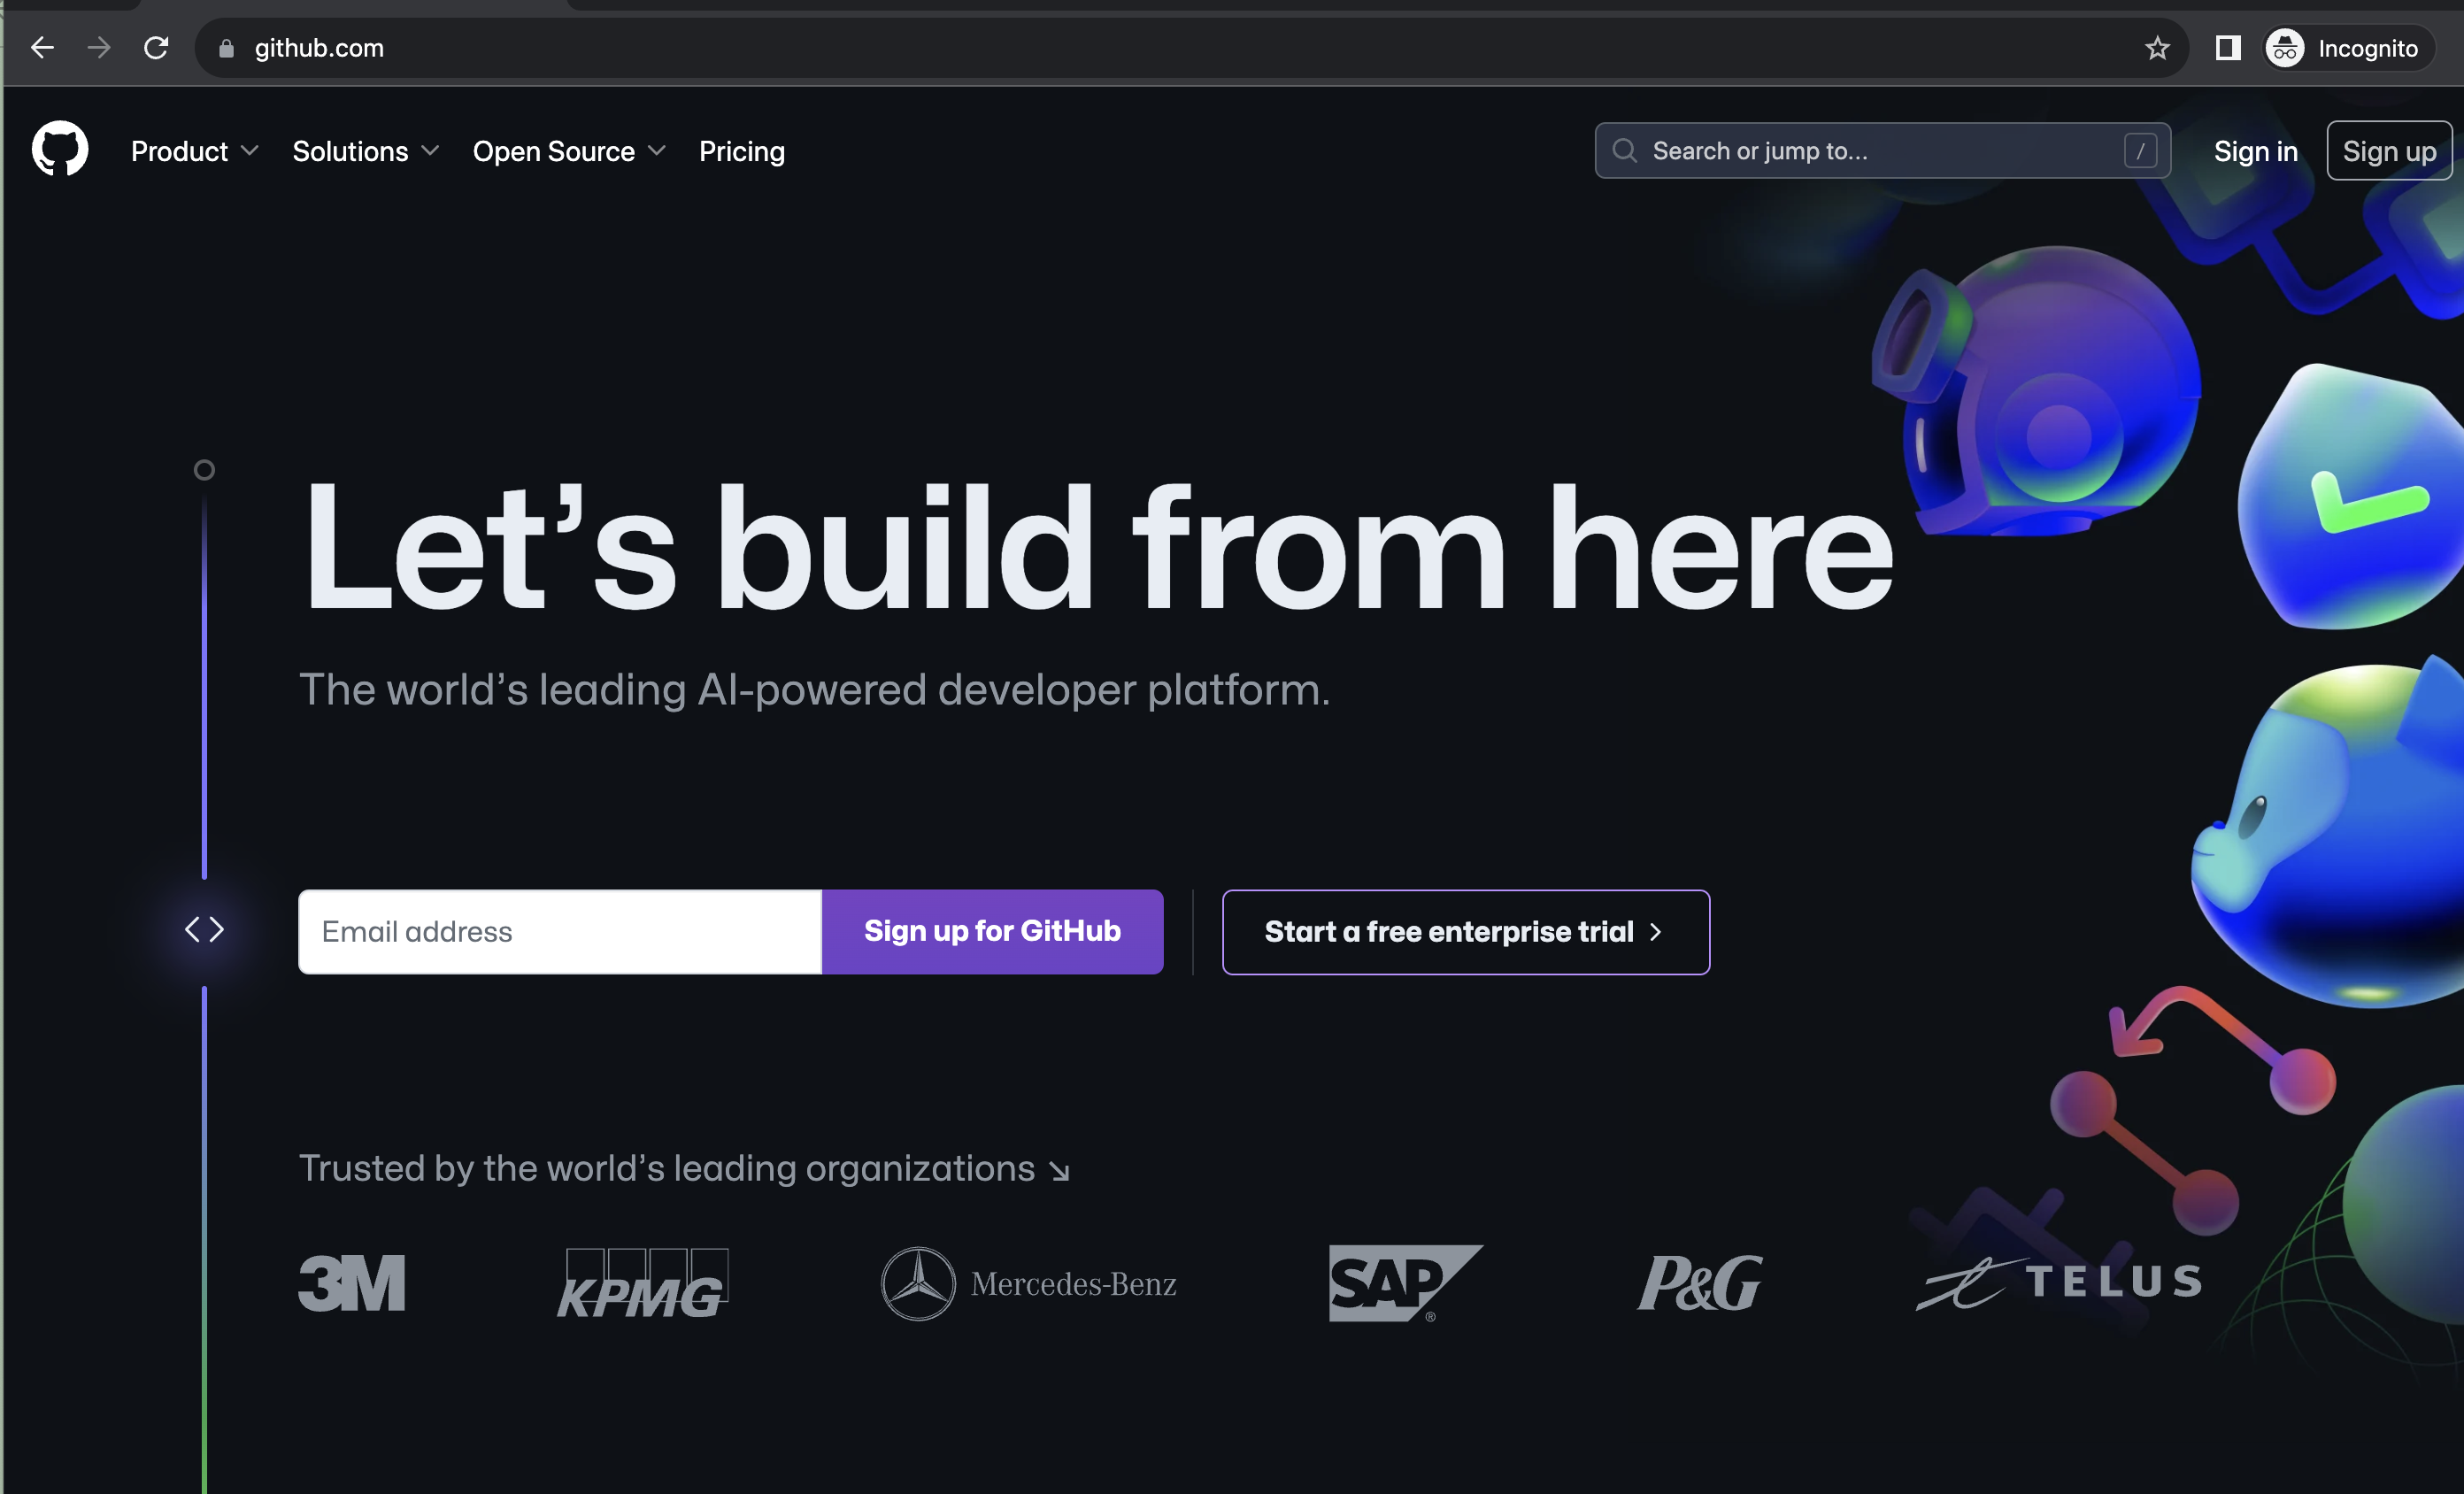 github.com
Incognito
Product
Solutions
Open Source
Pricing
Search or jump to...
/
Sign in
Sign up
Let’s build from here
The world’s leading AI-powered developer platform.
Email address
Sign up for GitHub
Start a free enterprise trial
Trusted by the world’s leading organizations
3M
KPMG
Mercedes-Benz
SAP®
P&G
TELUS